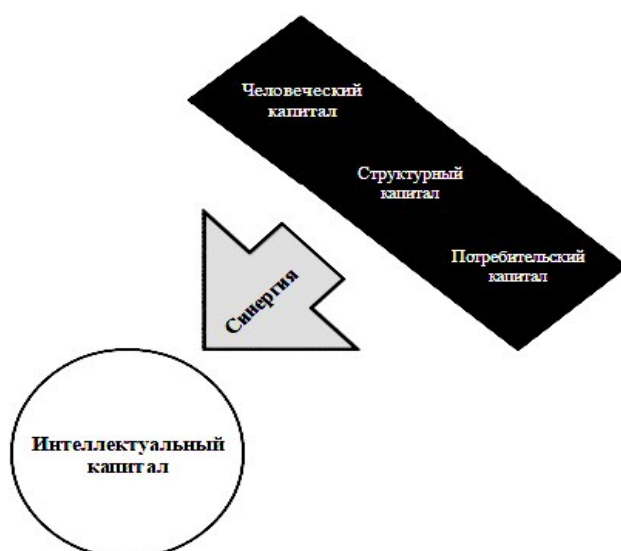 Человеческий
капитал
Структурный
капитал
Потребительский
капитал
Синергия
Интеллектуальный
капитал